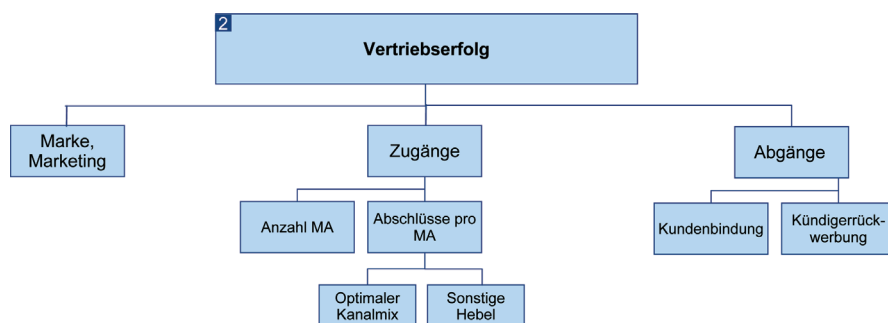 2
Vertriebserfolg
Marke,
Marketing
Zugänge
Abgänge
Anzahl MA
Abschlüsse pro
MA
Kundenbindung
Kündigerrück-
werbung
Optimaler
Kanalmix
Sonstige
Hebel